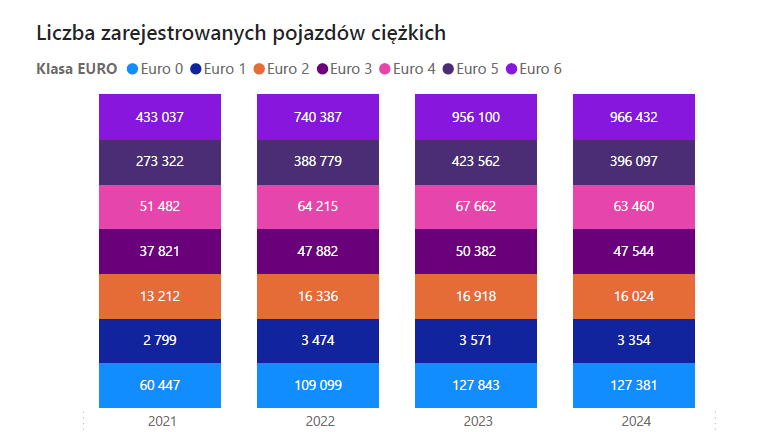 Liczba zarejestrowanych pojazdów ciężkich
Klasa EURO Euro 0 Euro 1 Euro 2 Euro 3 Euro 4 Euro 5 Euro 6
433 037 740 387 956 100 966 432
273 322 388 779 423 562 396 097
51 482 64 215 67 662 63 460
37 821 47 882 50 382 47 544
13 212 16 336 16 918 16 024
2 799 3 474 3 571 3 354
60 447 109 099 127 843 127 381
2021 2022 2023 2024